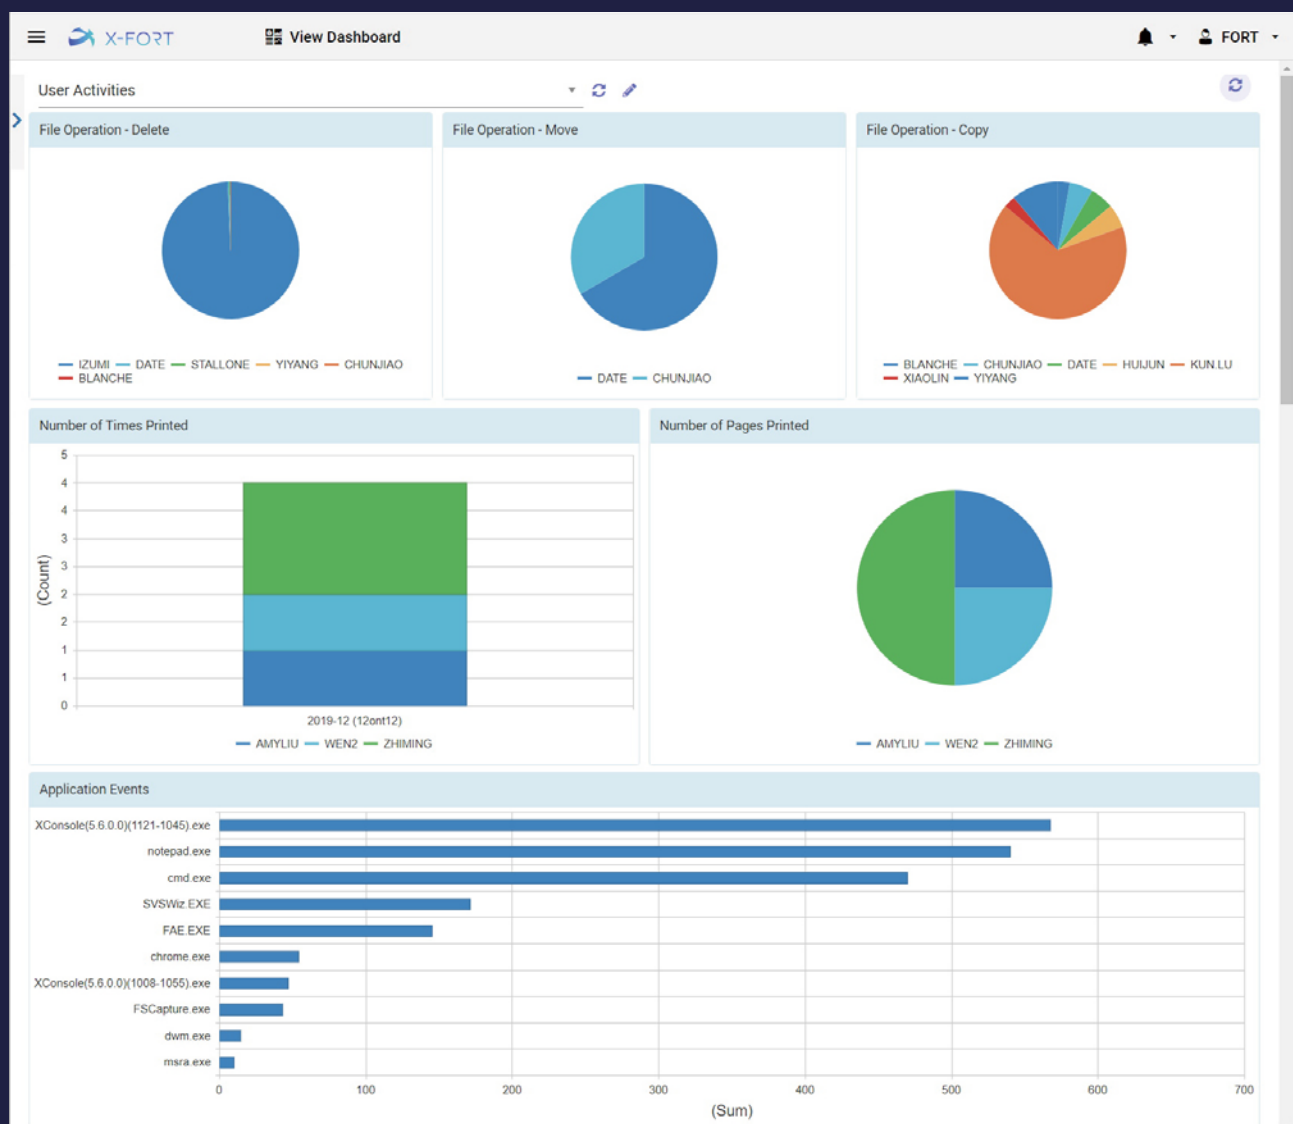 X-FORT
View Dashboard
FORT
User Activities
File Operation - Delete
File Operation - Move
File Operation - Copy
IZUMI DATE STALLONE YIYANG CHUNJIAO
BLANCHE
DATE CHUNJIAO
BLANCHE CHUNJIAO DATE HUIJUN KUN.LU
XIAOLIN YIYANG
Number of Times Printed
5
4
4
3
3
2
2
1
1
0
(Count)
2019-12 (12ont12)
AMYLIU WEN2 ZHIMING
Number of Pages Printed
AMYLIU WEN2 ZHIMING
Application Events
XConsole(5.6.0.0)(1121-1045).exe
notepad.exe
cmd.exe
SVSWiz.EXE
FAE.EXE
chrome.exe
XConsole(5.6.0.0)(1008-1055).exe
FSCapture.exe
dwm.exe
msra.exe
0 100 200 300 400 500 600 700
(Sum)